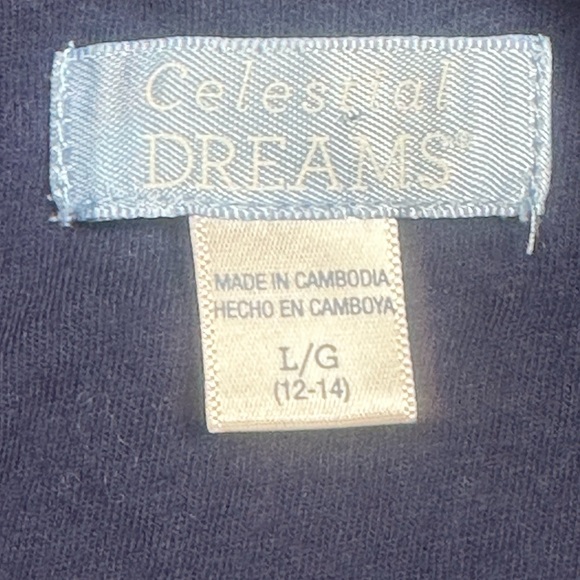 Celestial
DREAMS®
MADE IN CAMBODIA
HECHO EN CAMBOYA
L/G
(12-14)